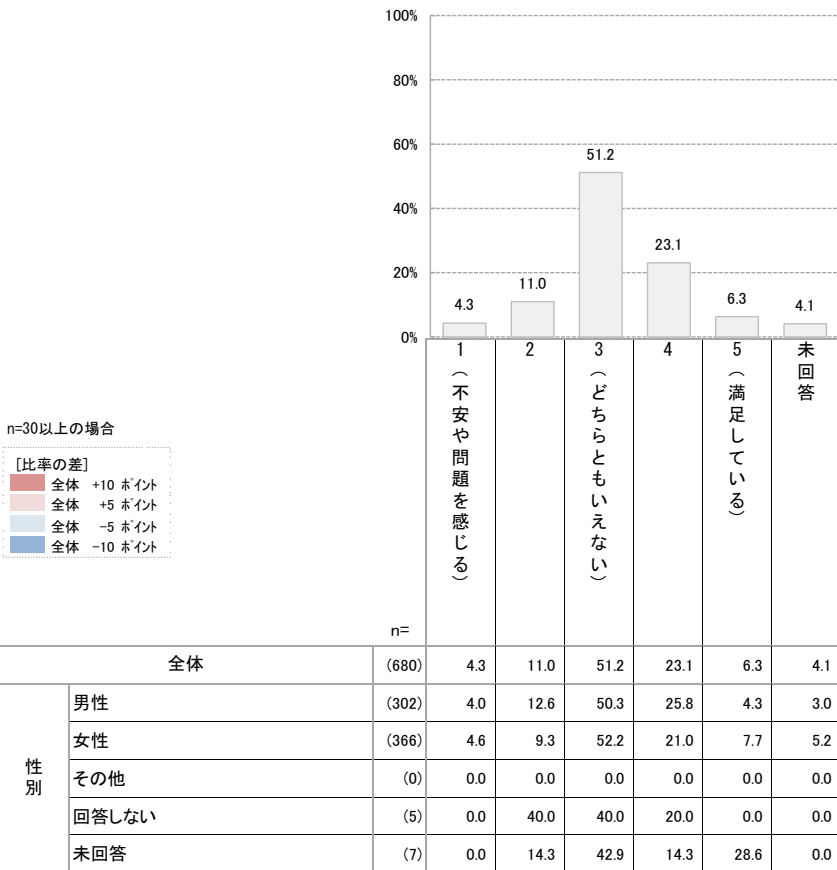 100%
80%
60%
40%
20%
0%
4.3
11.0
51.2
23.1
6.3
4.1
1（不安や問題を感じる）
2
3（どちらともいえない）
4
5（満足している）
未回答
n=30以上の場合
[比率の差]
全体 +10 ﾎﾟｲﾝﾄ
全体 +5 ﾎﾟｲﾝﾄ
全体 -5 ﾎﾟｲﾝﾄ
全体 -10 ﾎﾟｲﾝﾄ
n=
全体 (680) 4.3 11.0 51.2 23.1 6.3 4.1
性別
男性 (302) 4.0 12.6 50.3 25.8 4.3 3.0
女性 (366) 4.6 9.3 52.2 21.0 7.7 5.2
その他 (0) 0.0 0.0 0.0 0.0 0.0 0.0
回答しない (5) 0.0 40.0 40.0 20.0 0.0 0.0
未回答 (7) 0.0 14.3 42.9 14.3 28.6 0.0